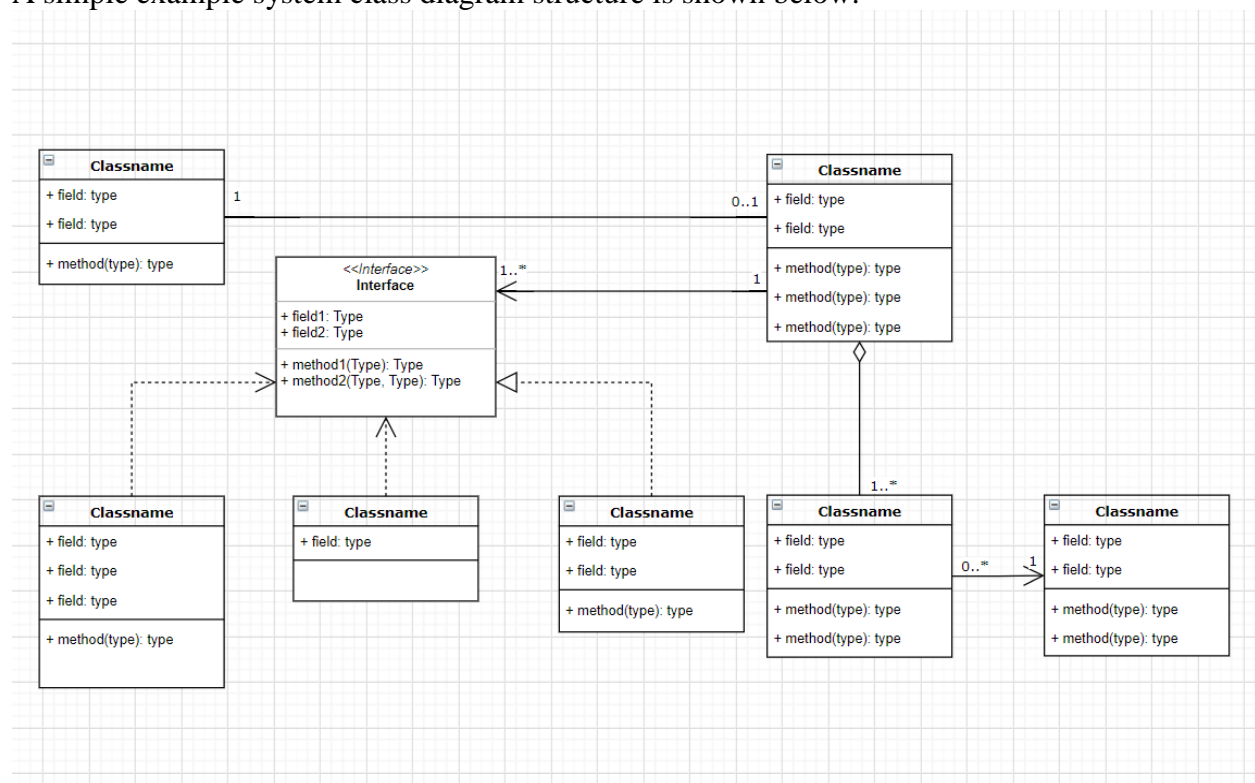 A simple example system class diagram structure is shown below.
Classname
+ field: type
+ field: type
+ method(type): type
1
0..1
Classname
+ field: type
+ field: type
+ method(type): type
+ method(type): type
+ method(type): type
<<Interface>>
Interface
+ field1: Type
+ field2: Type
+ method1(Type): Type
+ method2(Type, Type): Type
1..*
1
1..*
Classname
+ field: type
+ field: type
+ field: type
+ method(type): type
Classname
+ field: type
Classname
+ field: type
+ field: type
+ method(type): type
Classname
+ field: type
+ field: type
+ method(type): type
+ method(type): type
0..*
1
Classname
+ field: type
+ field: type
+ method(type): type
+ method(type): type